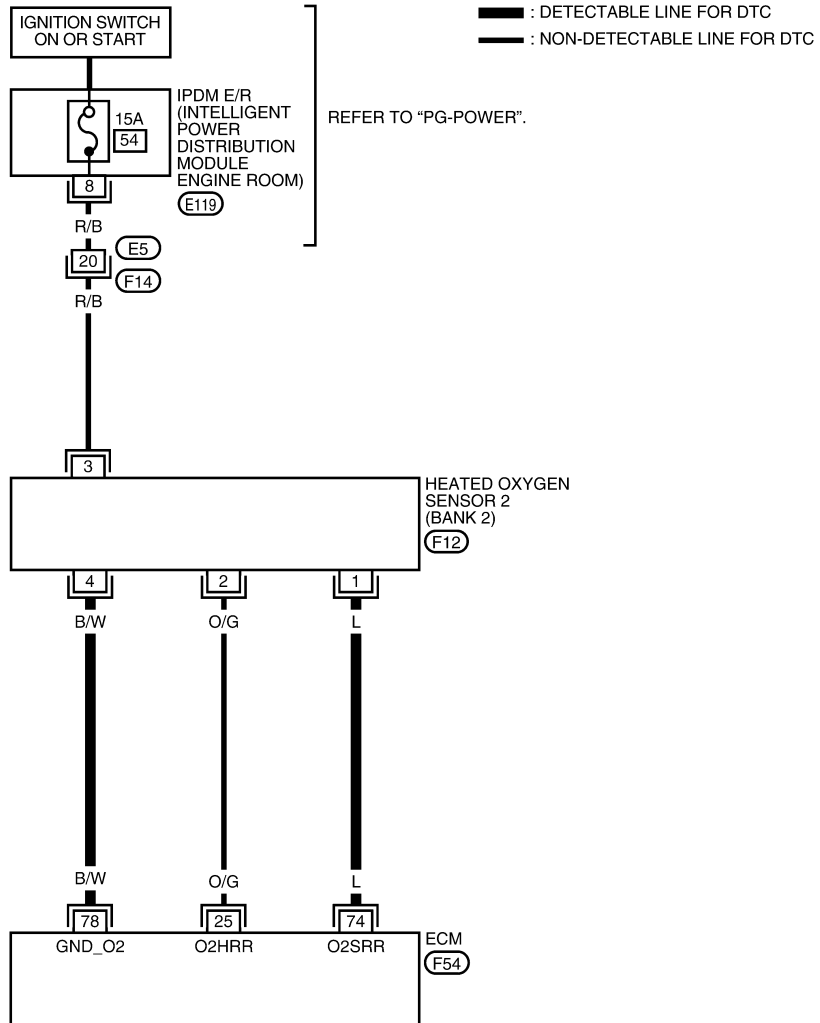 IGNITION SWITCH
ON OR START
: DETECTABLE LINE FOR DTC
: NON-DETECTABLE LINE FOR DTC
15A
54
IPDM E/R
(INTELLIGENT
POWER
DISTRIBUTION
MODULE
ENGINE ROOM)
E119
REFER TO “PG-POWER”.
8
R/B
20
E5
F14
R/B
3
HEATED OXYGEN
SENSOR 2
(BANK 2)
F12
4 2 1
B/W O/G L
B/W O/G L
78 25 74
GND_O2 O2HRR O2SRR
ECM
F54